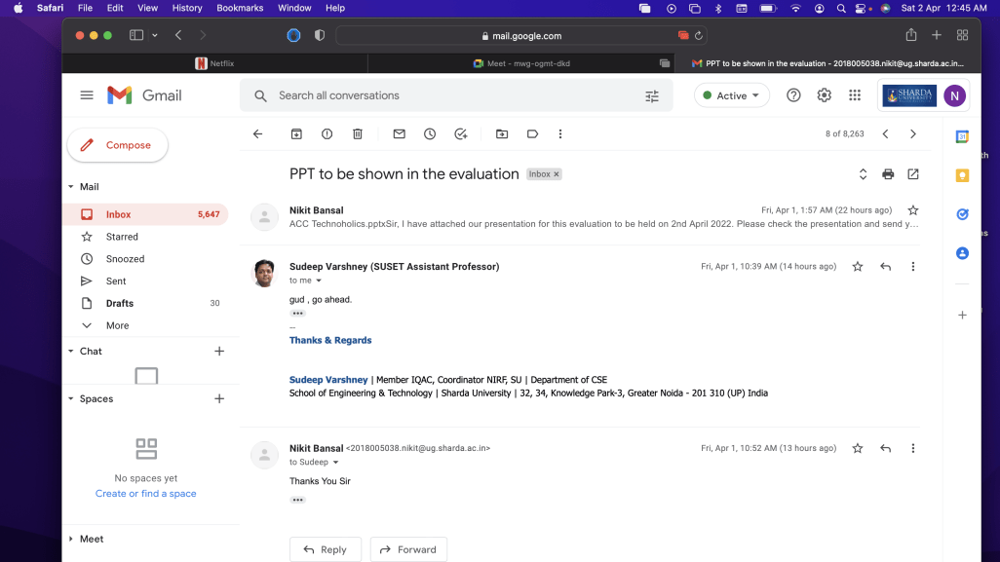 Safari File Edit View History Bookmarks Window Help Sat 2 Apr 12:45 AM
mail.google.com
Netflix Meet - mwg-ogmt-dkd PPT to be shown in the evaluation - 2018005038.nikit@ug.sharda.ac.in...
Gmail Search all conversations Active SHARDA UNIVERSITY N
Compose 8 of 8,263
PPT to be shown in the evaluation Inbox ×
Mail
Inbox 5,647
Starred
Snoozed
Sent
Drafts 30
More
Chat
Spaces
No spaces yet
Create or find a space
Meet
Nikit Bansal Fri, Apr 1, 1:57 AM (22 hours ago)
ACC Technoholics.pptxSir, I have attached our presentation for this evaluation to be held on 2nd April 2022. Please check the presentation and send y...
Sudeep Varshney (SUSET Assistant Professor) Fri, Apr 1, 10:39 AM (14 hours ago)
to me
gud , go ahead.
--
Thanks & Regards
Sudeep Varshney | Member IQAC, Coordinator NIRF, SU | Department of CSE
School of Engineering & Technology | Sharda University | 32, 34, Knowledge Park-3, Greater Noida - 201 310 (UP) India
Nikit Bansal <2018005038.nikit@ug.sharda.ac.in> Fri, Apr 1, 10:52 AM (13 hours ago)
to Sudeep
Thanks You Sir
Reply Forward
31